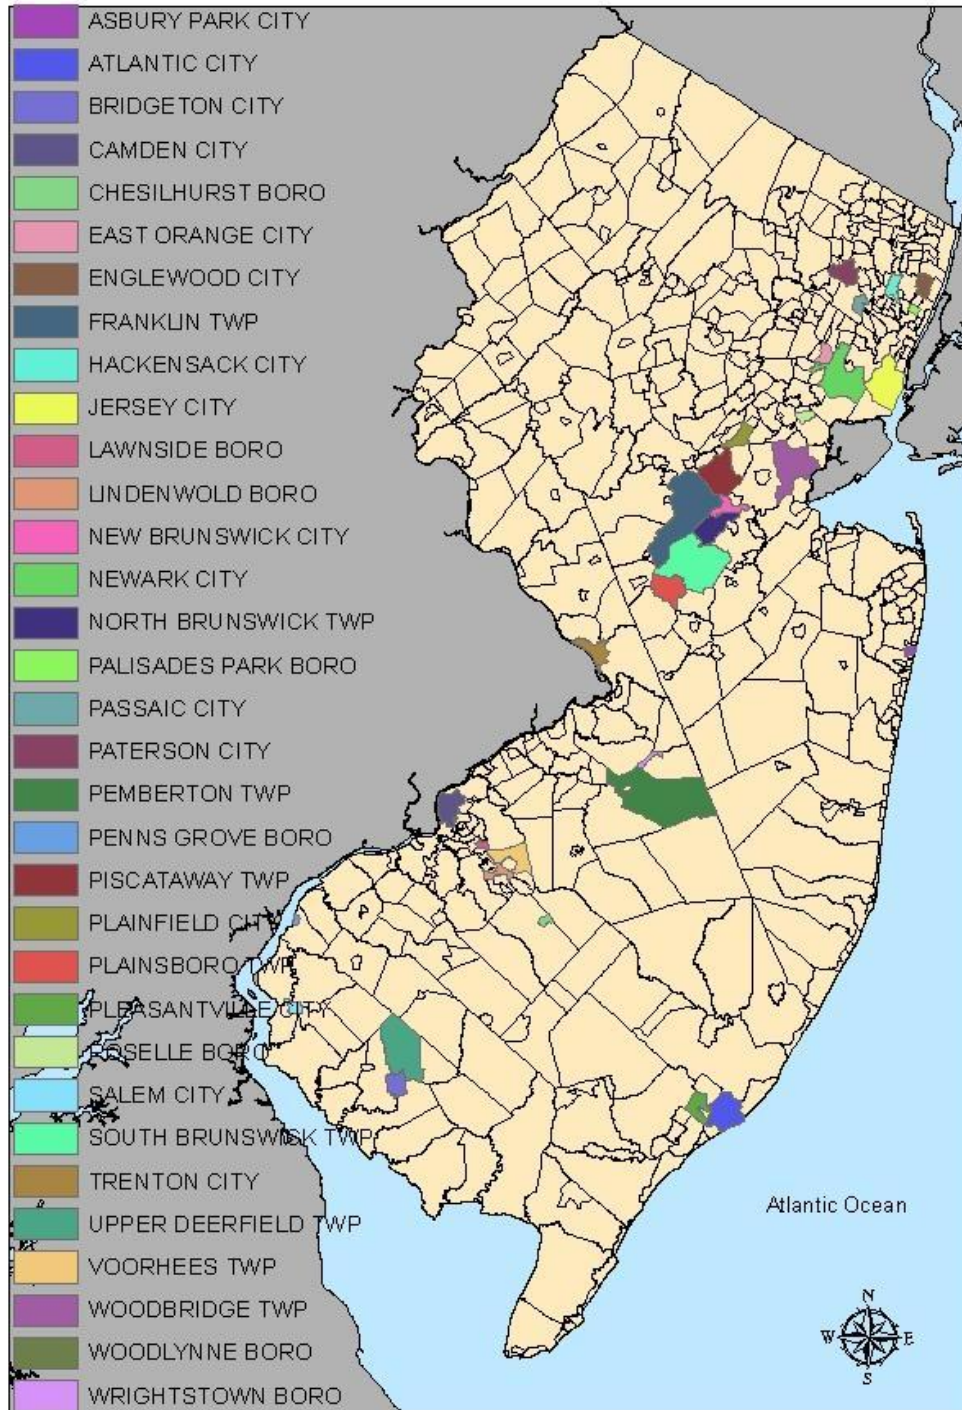 ASBURY PARK CITY
ATLANTIC CITY
BRIDGETON CITY
CAMDEN CITY
CHESILHURST BORO
EAST ORANGE CITY
ENGLEWOOD CITY
FRANKLIN TWP
HACKENSACK CITY
JERSEY CITY
LAWNSIDE BORO
LINDENWOLD BORO
NEW BRUNSWICK CITY
NEWARK CITY
NORTH BRUNSWICK TWP
PALISADES PARK BORO
PASSAIC CITY
PATERSON CITY
PEMBERTON TWP
PENNS GROVE BORO
PISCATAWAY TWP
PLAINFIELD CITY
PLAINSBORO TWP
PLEASANTVILLE CITY
ROSELLE BORO
SALEM CITY
SOUTH BRUNSWICK TWP
TRENTON CITY
UPPER DEERFIELD TWP
VOORHEES TWP
WOODBRIDGE TWP
WOODLYNNE BORO
WRIGHTSTOWN BORO
Atlantic Ocean
N
W E
S